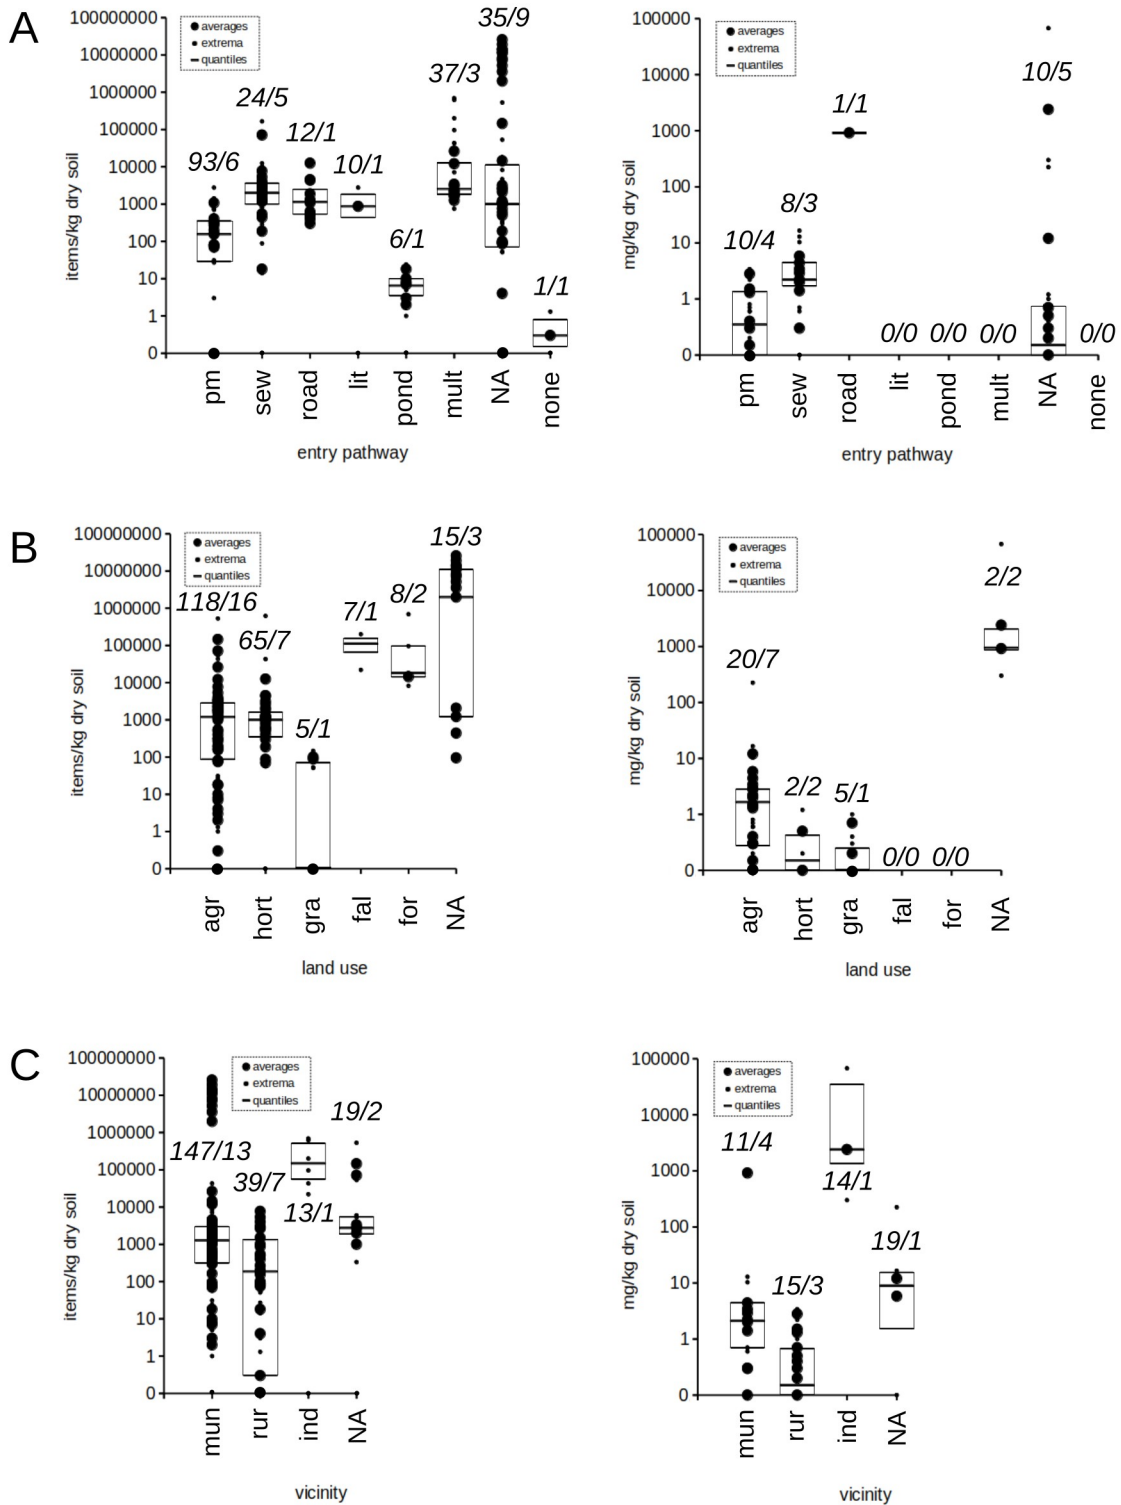 A
100000000
10000000
1000000
100000
10000
1000
100
10
1
0
items/kg dry soil
averages
extrema
quantiles
93/6
24/5
12/1
10/1
6/1
37/3
35/9
1/1
pm
sew
road
lit
pond
mult
NA
none
entry pathway
100000
10000
1000
100
10
1
0
mg/kg dry soil
averages
extrema
quantiles
10/4
8/3
1/1
0/0
0/0
0/0
10/5
0/0
pm
sew
road
lit
pond
mult
NA
none
entry pathway
B
100000000
10000000
1000000
100000
10000
1000
100
10
1
0
items/kg dry soil
averages
extrema
quantiles
118/16
65/7
5/1
7/1
8/2
15/3
agr
hort
gra
fal
for
NA
land use
100000
10000
1000
100
10
1
0
mg/kg dry soil
averages
extrema
quantiles
20/7
2/2
5/1
0/0
0/0
2/2
agr
hort
gra
fal
for
NA
land use
C
100000000
10000000
1000000
100000
10000
1000
100
10
1
0
items/kg dry soil
averages
extrema
quantiles
147/13
39/7
13/1
19/2
mun
rur
ind
NA
vicinity
100000
10000
1000
100
10
1
0
mg/kg dry soil
averages
extrema
quantiles
11/4
15/3
14/1
19/1
mun
rur
ind
NA
vicinity